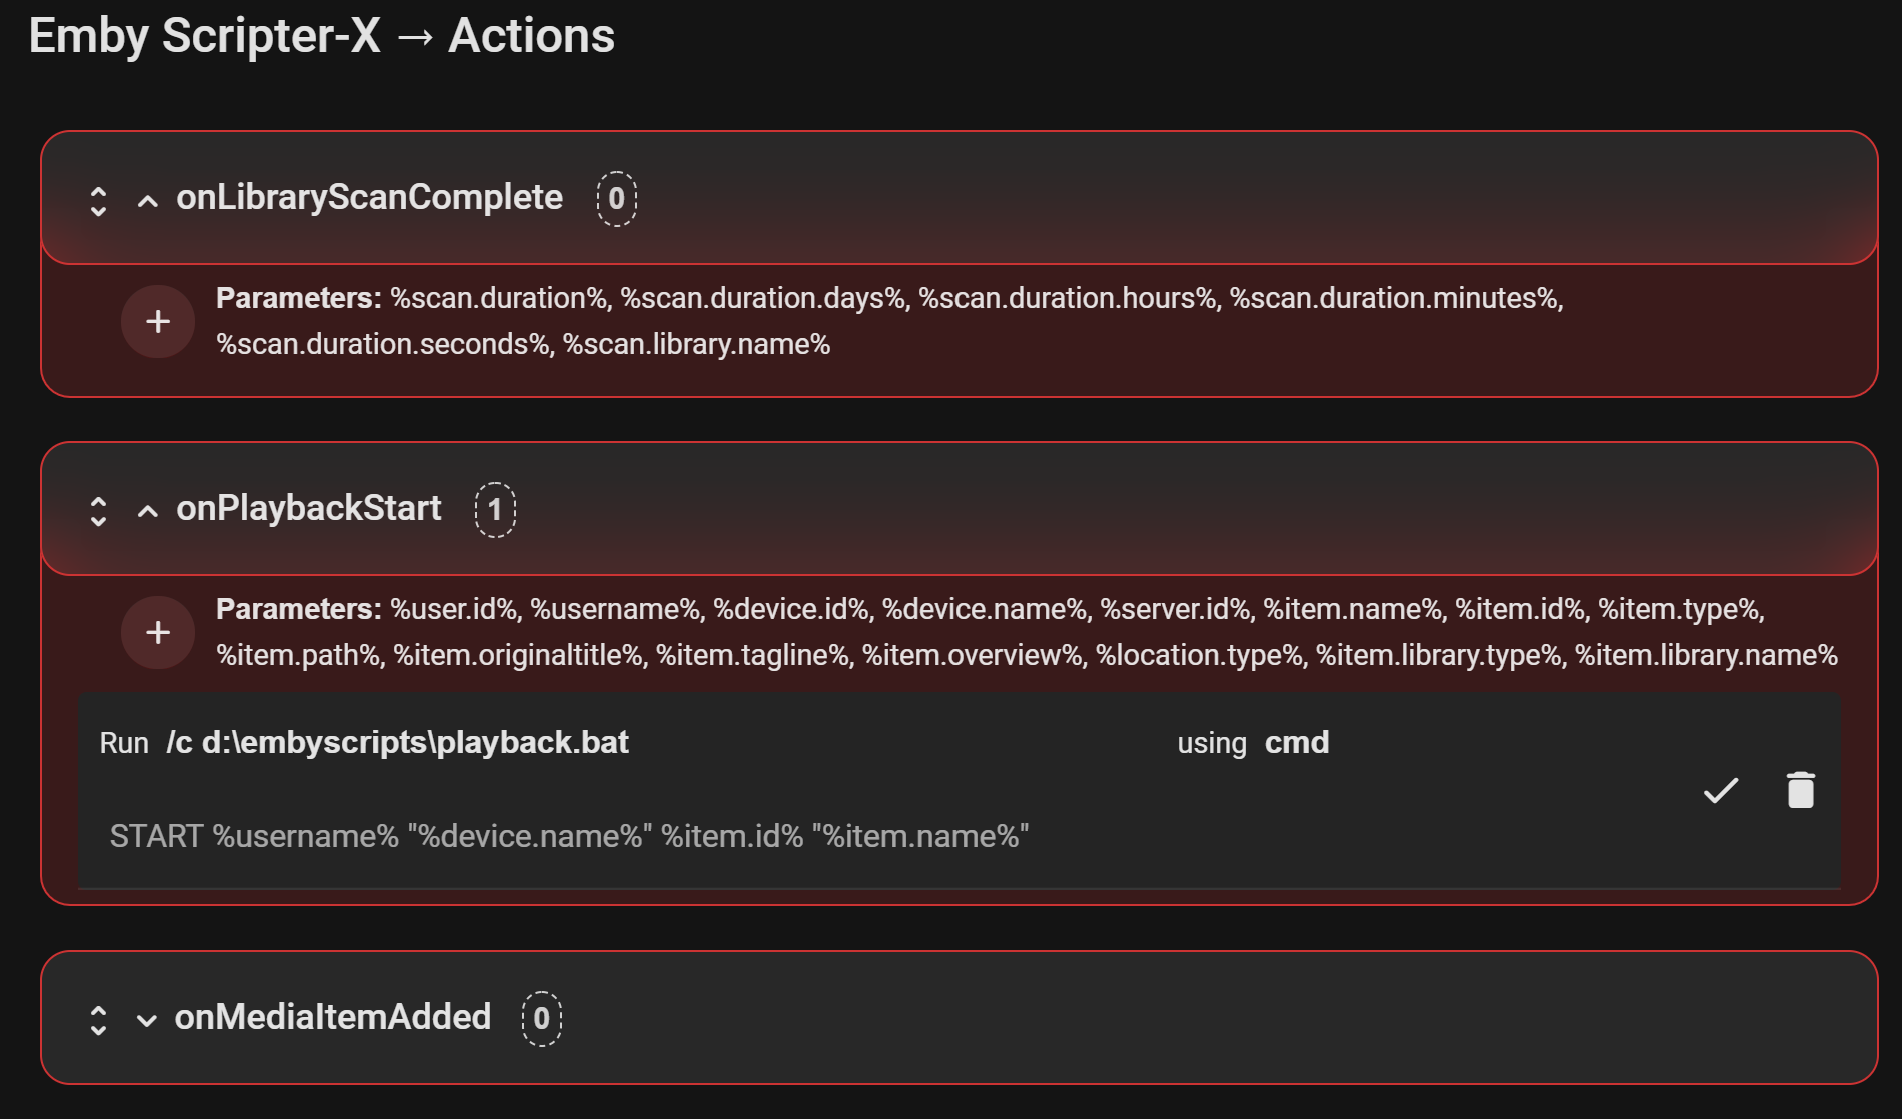 Emby Scripter-X → Actions
onLibraryScanComplete 0
Parameters: %scan.duration%, %scan.duration.days%, %scan.duration.hours%, %scan.duration.minutes%,
%scan.duration.seconds%, %scan.library.name%
onPlaybackStart 1
Parameters: %user.id%, %username%, %device.id%, %device.name%, %server.id%, %item.name%, %item.id%, %item.type%,
%item.path%, %item.originaltitle%, %item.tagline%, %item.overview%, %location.type%, %item.library.type%, %item.library.name%
Run /c d:\embyscripts\playback.bat using cmd
START %username% "%device.name%" %item.id% "%item.name%"
onMediaItemAdded 0